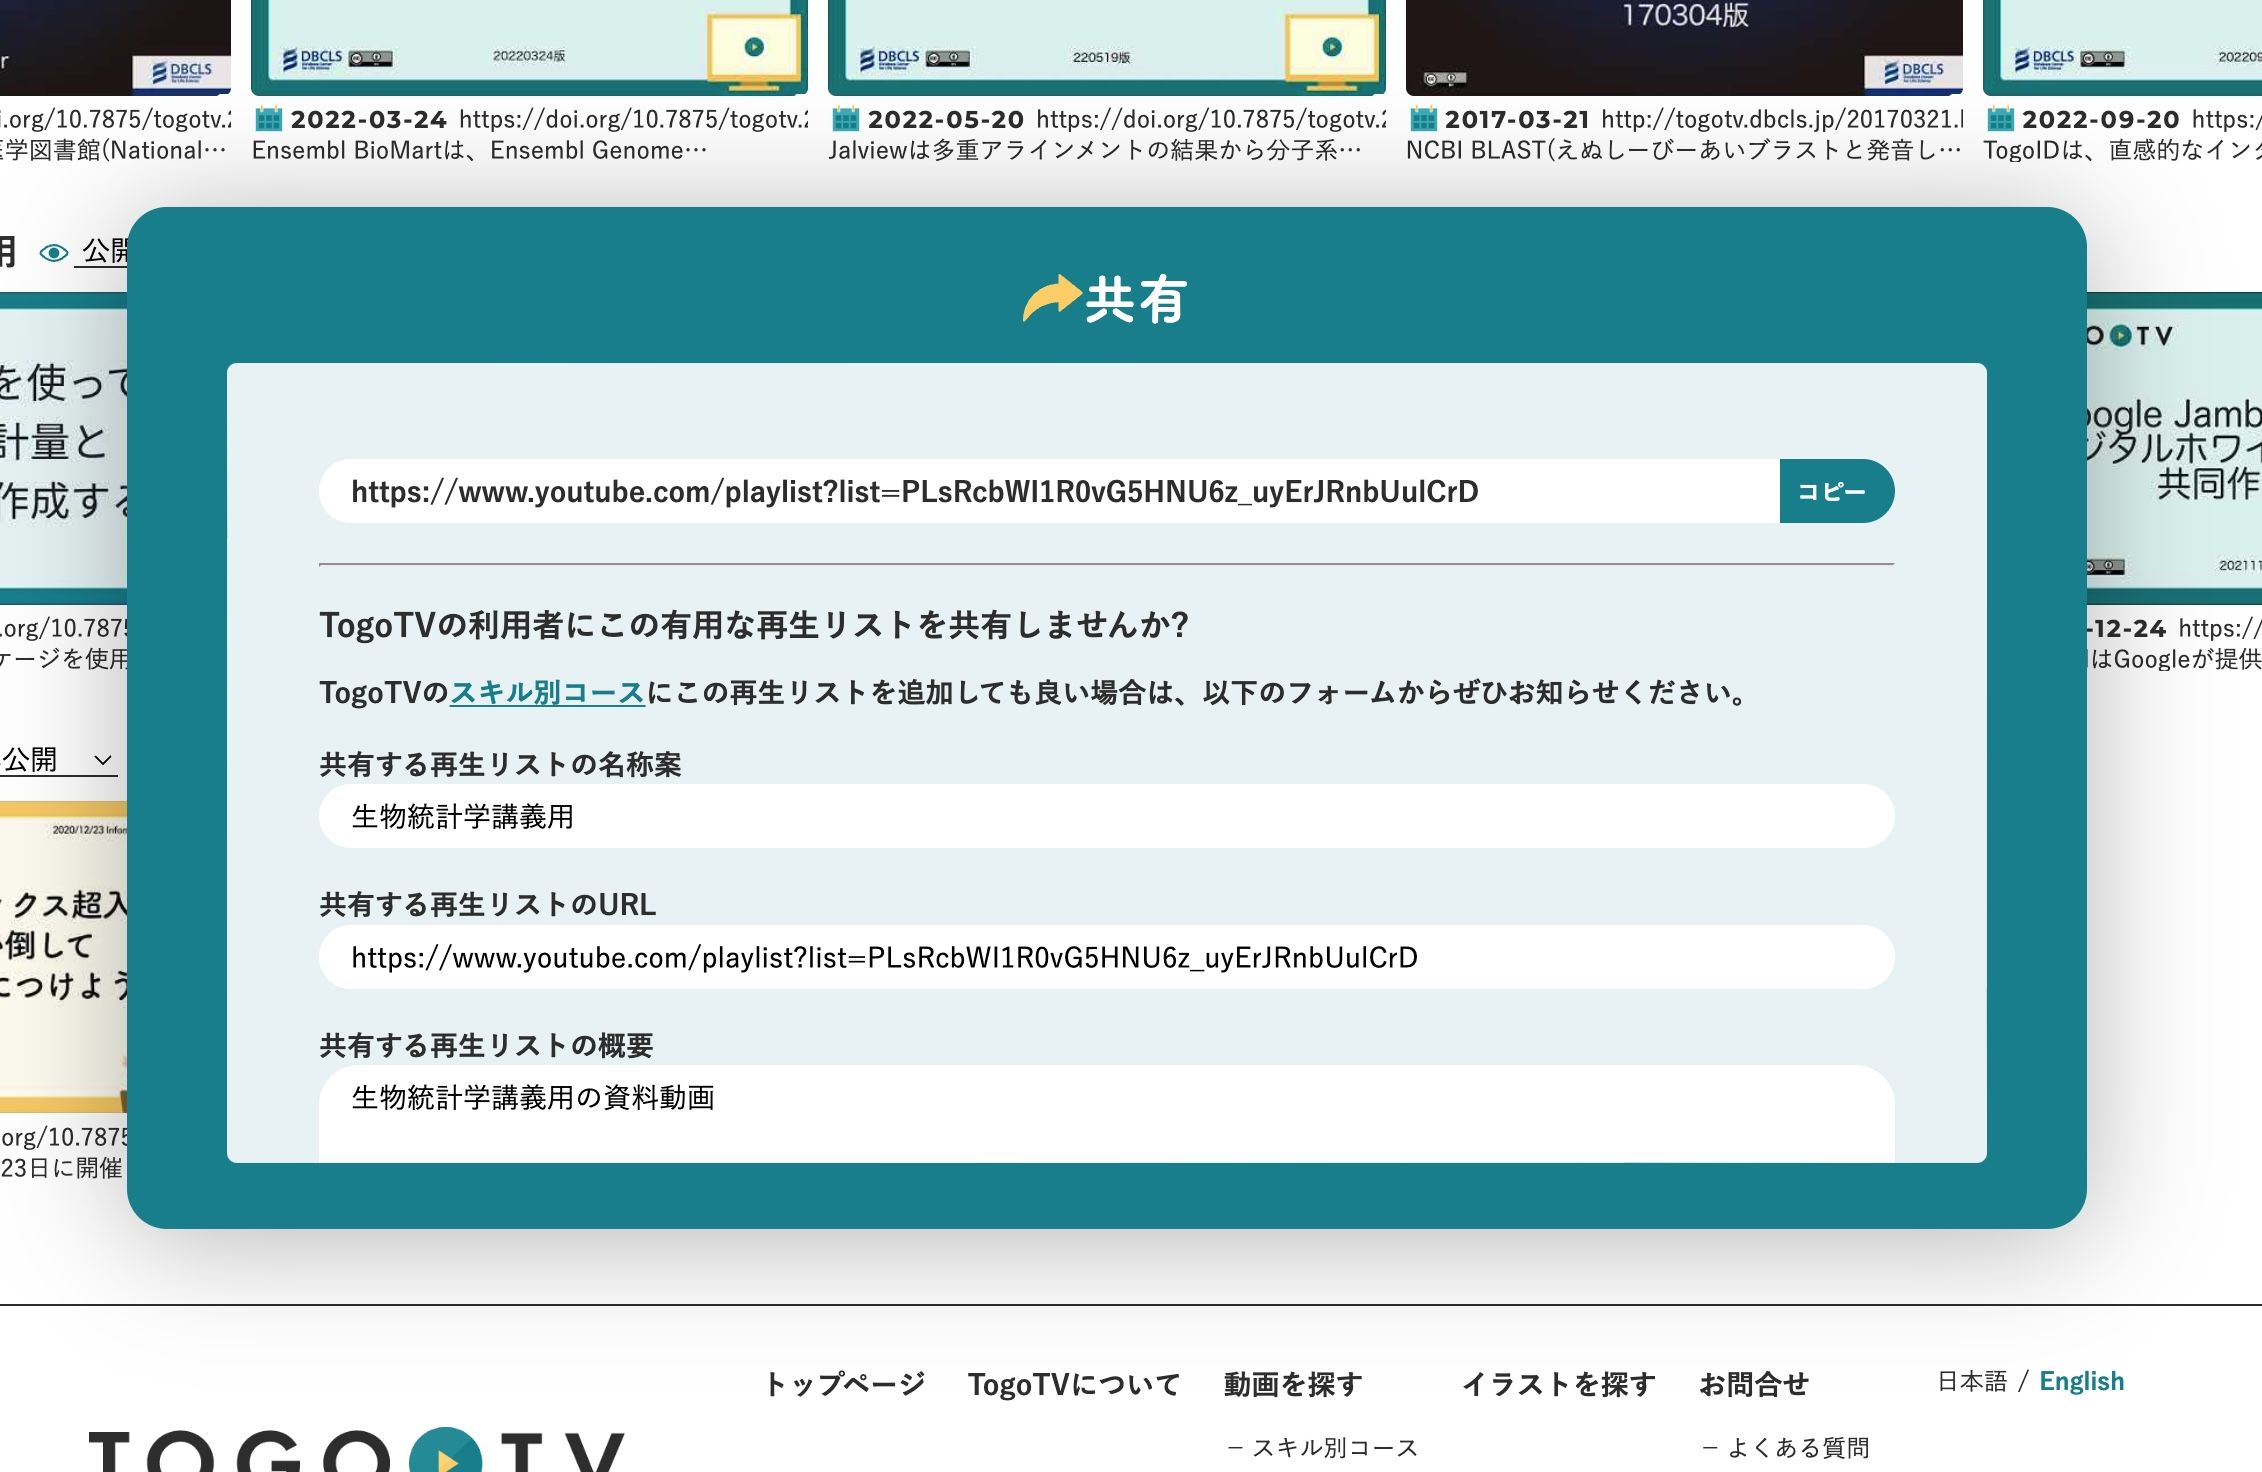 170304版
DBCLS
DBCLS
20220324版
DBCLS
220519版
DBCLS
DBCLS
i.org/10.7875/togotv.
2022-03-24 https://doi.org/10.7875/togotv.
2022-05-20 https://doi.org/10.7875/togotv.
2017-03-21 http://togotv.dbcls.jp/20170321.
2022-09-20 https:/
医学図書館(National…
Ensembl BioMartは、Ensembl Genome…
Jalviewは多重アラインメントの結果から分子系…
NCBI BLAST(えぬしーびーあいブラストと発音し…
TogoIDは、直感的なイン
用 公開
共有
を使って
計量と
作成する
O TV
oogle Jamb
ジタルホワイ
共同作
202111
https://www.youtube.com/playlist?list=PLsRcbWI1R0vG5HNU6z_uyErJRnbUulCrD コピー
.org/10.787
ケージを使用
-12-24 https://
はGoogleが提供
TogoTVの利用者にこの有用な再生リストを共有しませんか?
TogoTVのスキル別コースにこの再生リストを追加しても良い場合は、以下のフォームからぜひお知らせください。
共有する再生リストの名称案
生物統計学講義用
公開
2020/12/23 Infor
クス超入
倒して
につけよう
共有する再生リストのURL
https://www.youtube.com/playlist?list=PLsRcbWI1R0vG5HNU6z_uyErJRnbUulCrD
共有する再生リストの概要
生物統計学講義用の資料動画
org/10.7875
23日に開催
トップページ TogoTVについて 動画を探す イラストを探す お問合せ 日本語 / English
TOGO TV
– スキル別コース – よくある質問